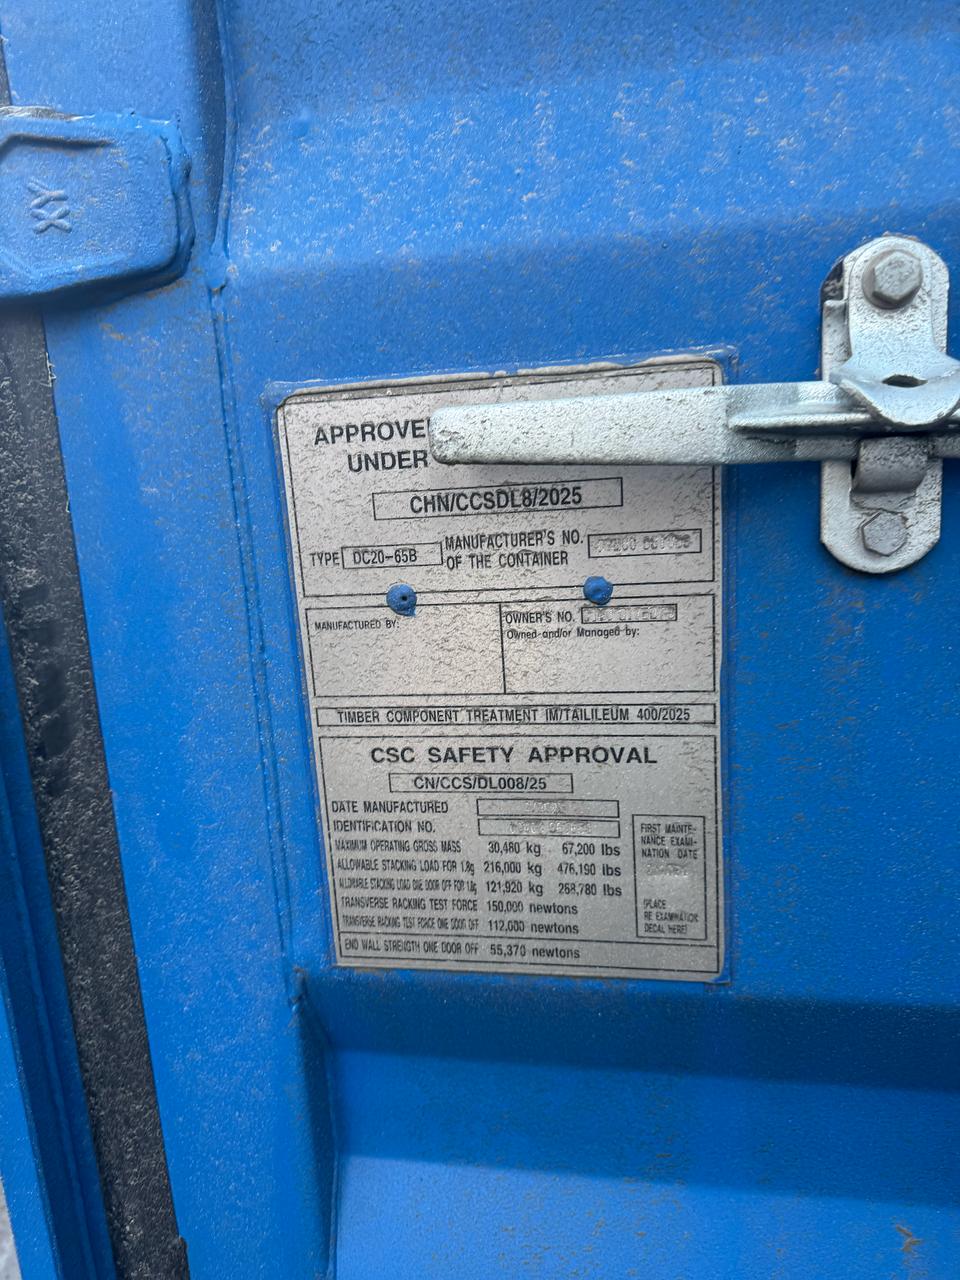 XY
APPROVE
UNDER
CHN/CCSDL8/2025
TYPE DC20-65B MANUFACTURER'S NO. OF THE CONTAINER
MANUFACTURED BY:
OWNER'S NO.
Owned and/or Managed by:
TIMBER COMPONENT TREATMENT IM/TAILILEUM 400/2025
CSC SAFETY APPROVAL
CN/CCS/DL008/25
DATE MANUFACTURED
IDENTIFICATION NO.
MAXIMUM OPERATING GROSS MASS 30,480 kg 67,200 lbs
ALLOWABLE STACKING LOAD FOR 1.8g 216,000 kg 476,190 lbs
ALLOWABLE STACKING LOAD ONE DOOR OFF FOR 1.8g 121,920 kg 268,780 lbs
TRANSVERSE RACKING TEST FORCE 150,000 newtons
TRANSVERSE RACKING TEST FORCE ONE DOOR OFF 112,000 newtons
END WALL STRENGTH ONE DOOR OFF 55,370 newtons
FIRST MAINTE-
NANCE EXAMI-
NATION DATE
(PLACE
RE EXAMINATION
DECAL HERE)